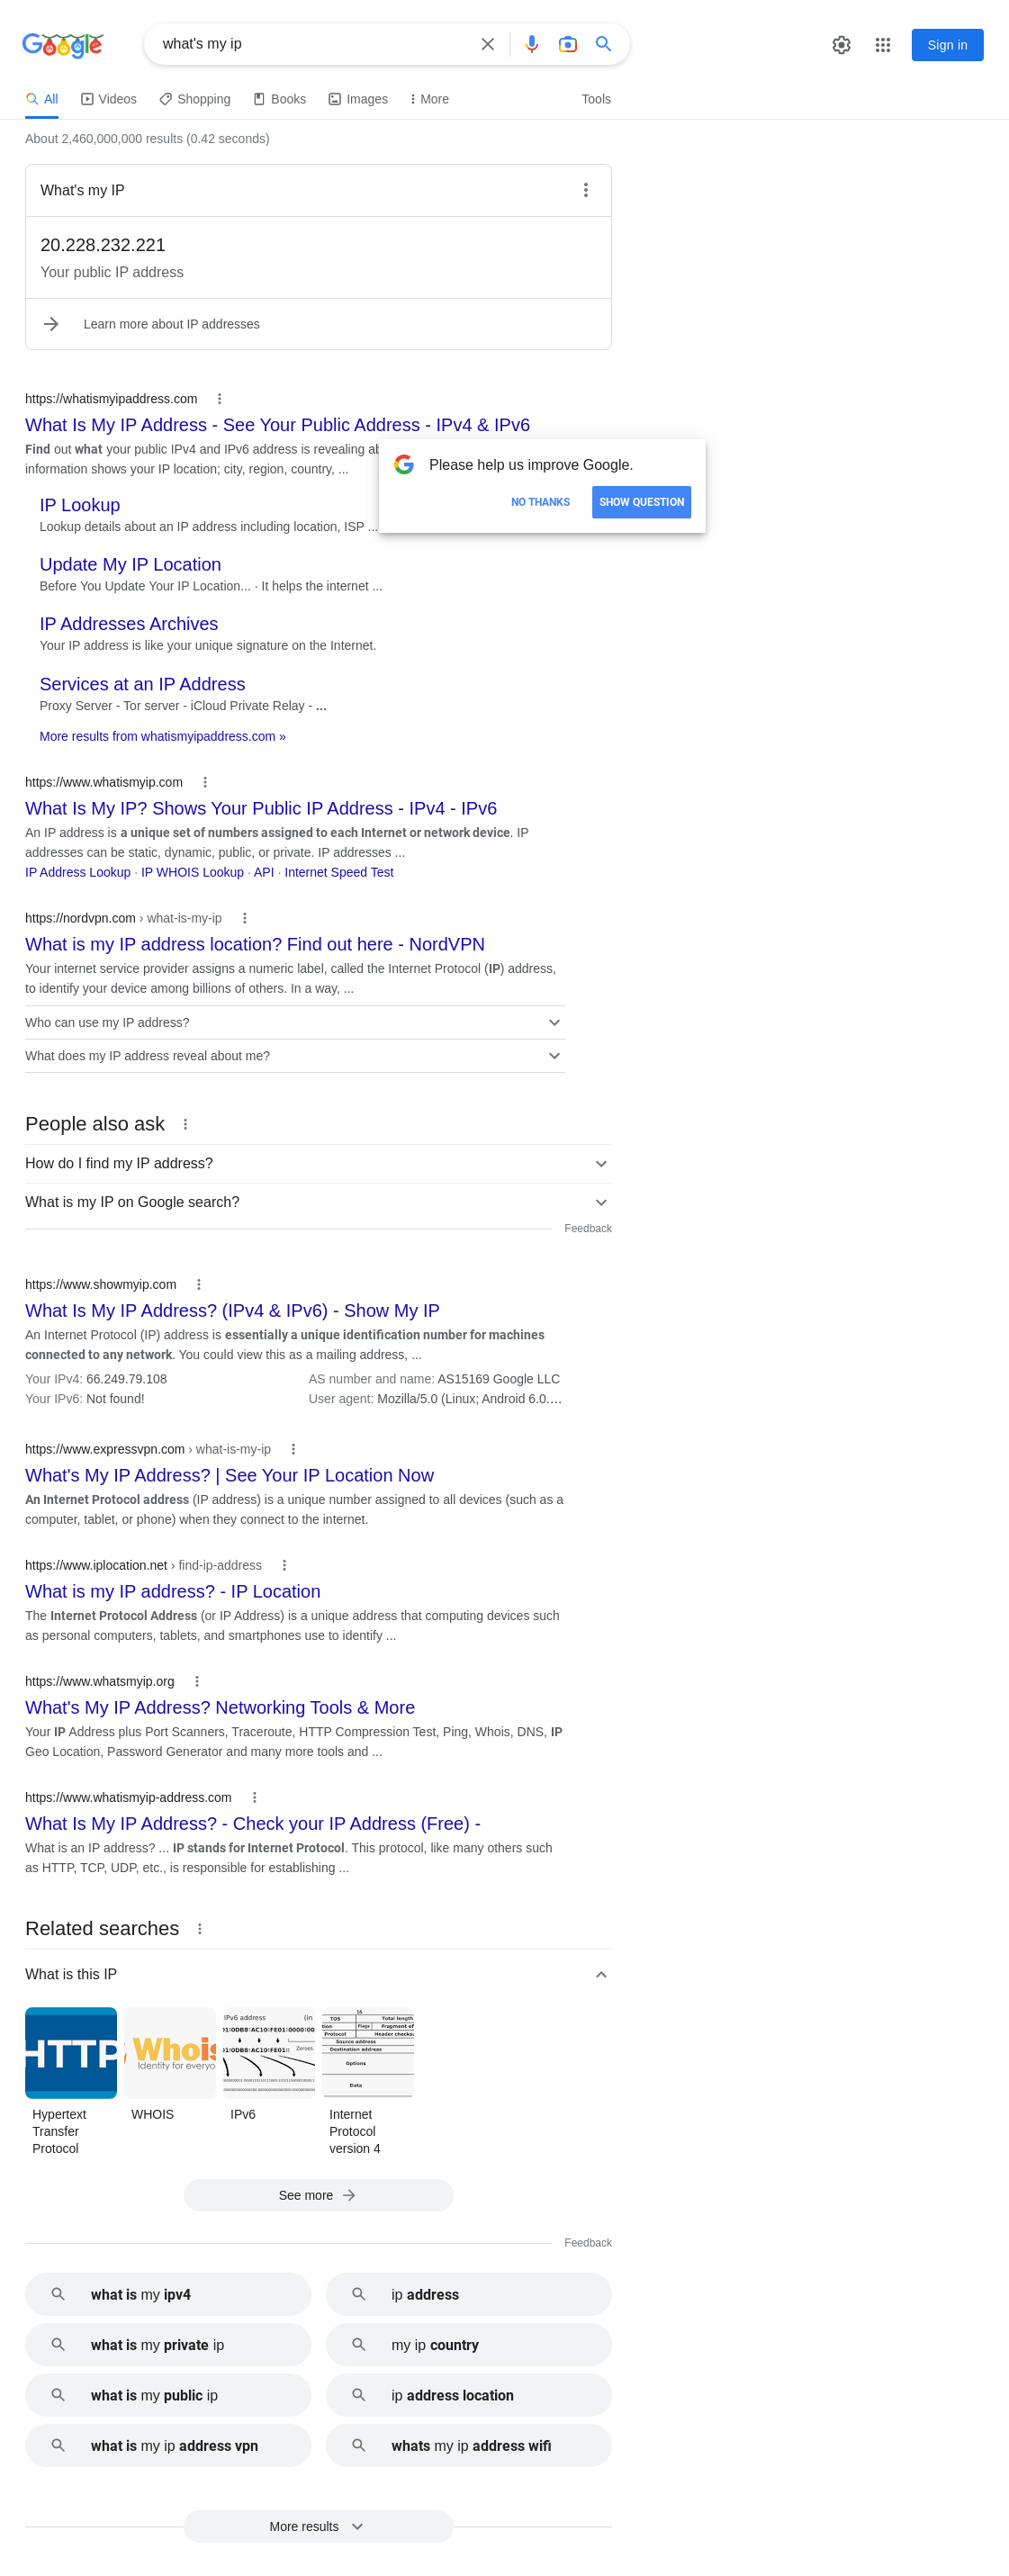 Google
what's my ip
Sign in
All
Videos
Shopping
Books
Images
More
Tools
About 2,460,000,000 results (0.42 seconds)
What's my IP
20.228.232.221
Your public IP address
Learn more about IP addresses
https://whatismyipaddress.com
What Is My IP Address - See Your Public Address - IPv4 & IPv6
Find out what your public IPv4 and IPv6 address is revealing
information shows your IP location; city, region, country, ...
Please help us improve Google.
NO THANKS
SHOW QUESTION
IP Lookup
Lookup details about an IP address including location, ISP ...
Update My IP Location
Before You Update Your IP Location... · It helps the internet ...
IP Addresses Archives
Your IP address is like your unique signature on the Internet.
Services at an IP Address
Proxy Server - Tor server - iCloud Private Relay - ...
More results from whatismyipaddress.com »
https://www.whatismyip.com
What Is My IP? Shows Your Public IP Address - IPv4 - IPv6
An IP address is a unique set of numbers assigned to each Internet or network device. IP
addresses can be static, dynamic, public, or private. IP addresses ...
IP Address Lookup · IP WHOIS Lookup · API · Internet Speed Test
https://nordvpn.com › what-is-my-ip
What is my IP address location? Find out here - NordVPN
Your internet service provider assigns a numeric label, called the Internet Protocol (IP) address,
to identify your device among billions of others. In a way, ...
Who can use my IP address?
What does my IP address reveal about me?
People also ask
How do I find my IP address?
What is my IP on Google search?
Feedback
https://www.showmyip.com
What Is My IP Address? (IPv4 & IPv6) - Show My IP
An Internet Protocol (IP) address is essentially a unique identification number for machines
connected to any network. You could view this as a mailing address, ...
Your IPv4: 66.249.79.108
AS number and name: AS15169 Google LLC
Your IPv6: Not found!
User agent: Mozilla/5.0 (Linux; Android 6.0....
https://www.expressvpn.com › what-is-my-ip
What's My IP Address? | See Your IP Location Now
An Internet Protocol address (IP address) is a unique number assigned to all devices (such as a
computer, tablet, or phone) when they connect to the internet.
https://www.iplocation.net › find-ip-address
What is my IP address? - IP Location
The Internet Protocol Address (or IP Address) is a unique address that computing devices such
as personal computers, tablets, and smartphones use to identify ...
https://www.whatsmyip.org
What's My IP Address? Networking Tools & More
Your IP Address plus Port Scanners, Traceroute, HTTP Compression Test, Ping, Whois, DNS, IP
Geo Location, Password Generator and many more tools and ...
https://www.whatismyip-address.com
What Is My IP Address? - Check your IP Address (Free) -
What is an IP address? ... IP stands for Internet Protocol. This protocol, like many others such
as HTTP, TCP, UDP, etc., is responsible for establishing ...
Related searches
What is this IP
HTTP
Whois
Identity for everyo
IPv6 address (in
Zeroes
16
TOS Total length
Flags Fragment of
Protocol Header checks
Source address
Destination address
Options
Data
Hypertext
Transfer
Protocol
WHOIS
IPv6
Internet
Protocol
version 4
See more
Feedback
what is my ipv4
ip address
what is my private ip
my ip country
what is my public ip
ip address location
what is my ip address vpn
whats my ip address wifi
More results